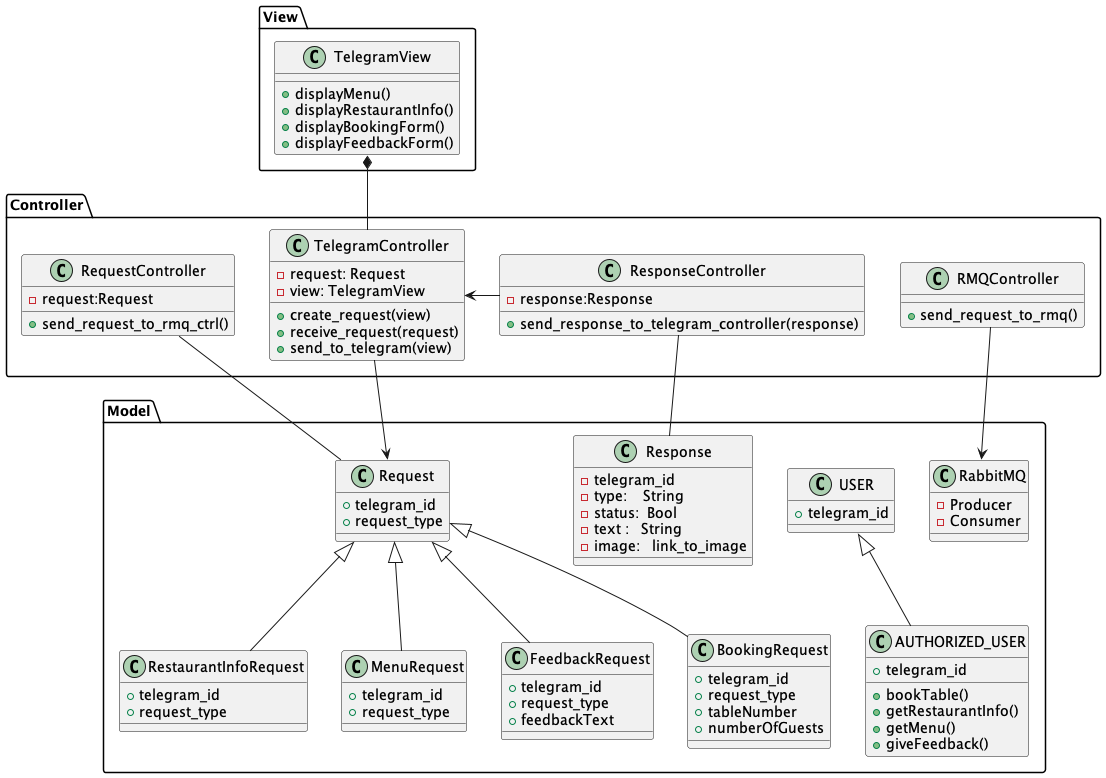 View
C TelegramView
displayMenu()
displayRestaurantInfo()
displayBookingForm()
displayFeedbackForm()
Controller
C RequestController
request:Request
send_request_to_rmq_ctrl()
C TelegramController
request: Request
view: TelegramView
create_request(view)
receive_request(request)
send_to_telegram(view)
C ResponseController
response:Response
send_response_to_telegram_controller(response)
C RMQController
send_request_to_rmq()
Model
C Request
telegram_id
request_type
C Response
telegram_id
type: String
status: Bool
text : String
image: link_to_image
C USER
telegram_id
C RabbitMQ
Producer
Consumer
C RestaurantInfoRequest
telegram_id
request_type
C MenuRequest
telegram_id
request_type
C FeedbackRequest
telegram_id
request_type
feedbackText
C BookingRequest
telegram_id
request_type
tableNumber
numberOfGuests
C AUTHORIZED_USER
telegram_id
bookTable()
getRestaurantInfo()
getMenu()
giveFeedback()